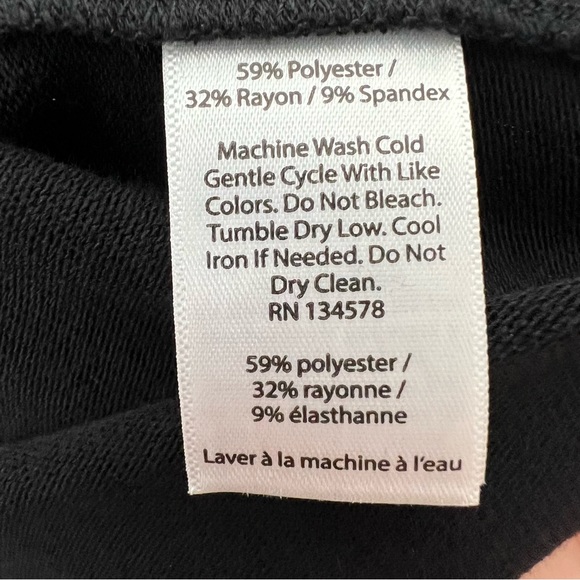 59% Polyester /
32% Rayon / 9% Spandex
Machine Wash Cold
Gentle Cycle With Like
Colors. Do Not Bleach.
Tumble Dry Low. Cool
Iron If Needed. Do Not
Dry Clean.
RN 134578
59% polyester /
32% rayonne /
9% élasthanne
Laver à la machine à l'eau